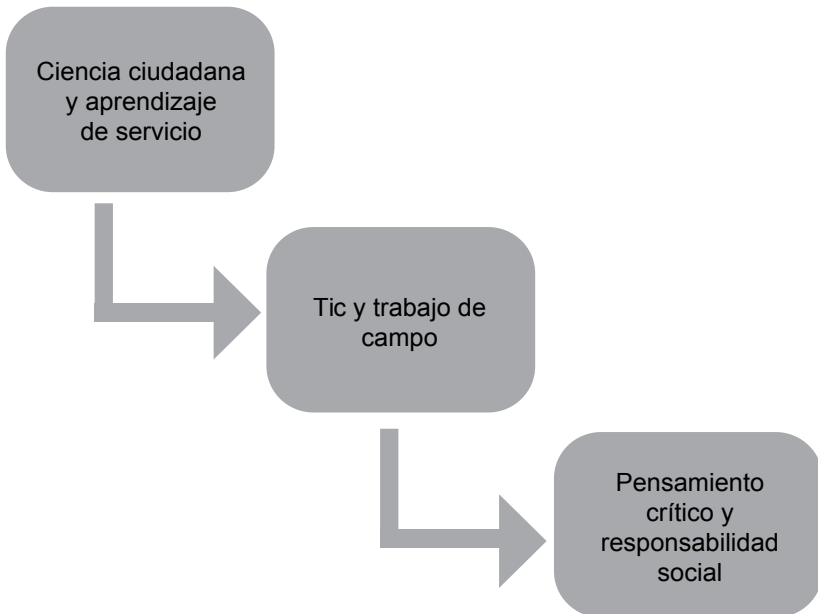 Ciencia ciudadana
y aprendizaje
de servicio
Tic y trabajo de
campo
Pensamiento
crítico y
responsabilidad
social